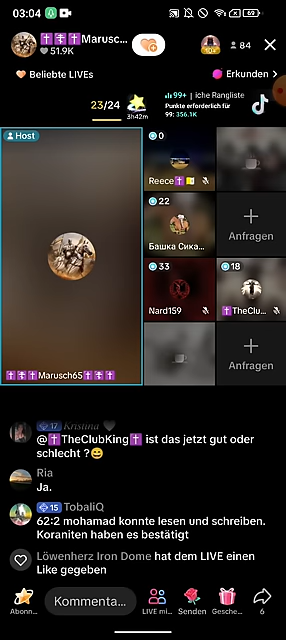 03:04
69
✝️✝️✝️Marusc...
51.9K
84
Beliebte LIVEs
Erkunden >
23/24
3h42m
99+ | iche Rangliste
Punkte erforderlich für
99: 356.1K
Host
✝️✝️✝️Marusch65✝️✝️✝️
0
Reece✝️
22
Башка Сика...
Anfragen
33
Nard159
18
✝️TheClu...
Anfragen
17 Kristina
@✝️TheClubKing✝️ ist das jetzt gut oder
schlecht ?😄
Ria
Ja.
15 TobaliQ
62:2 mohamad konnte lesen und schreiben.
Koraniten haben es bestätigt
Löwenherz Iron Dome hat dem LIVE einen
Like gegeben
Abonn...
Kommenta...
LIVE mi...
Senden
Gesche...
6